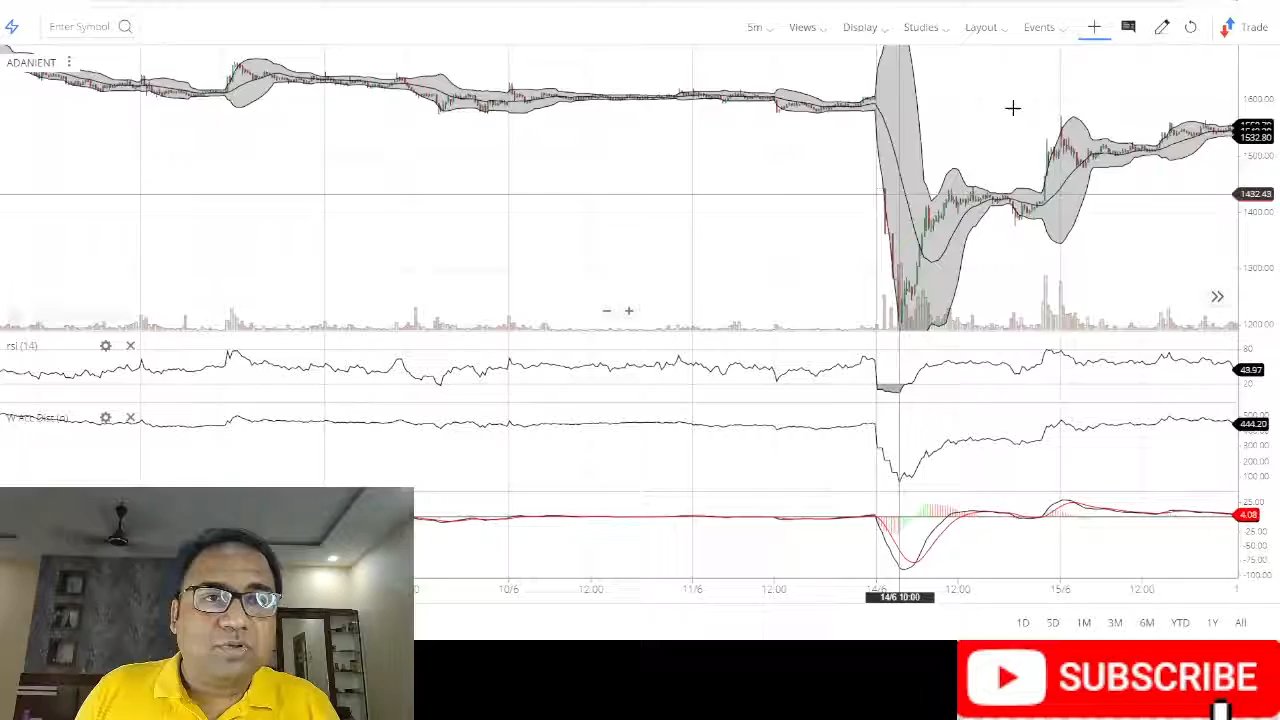 Enter Symbol
5m Views Display Studies Layout Events Trade
ADANIENT
1600.00
1532.80
1500.00
1432.43
1400.00
1300.00
1200.00
rsi (14)
80
43.97
20
W Acc Dist (n)
444.20
300.00
200.00
100.00
25.00
4.08
-25.00
-50.00
-75.00
-100.00
10/6 12:00 11/6 12:00 14/6 12:00 15/6 12:00
14/6 10:00
1D 5D 1M 3M 6M YTD 1Y All
SUBSCRIBE